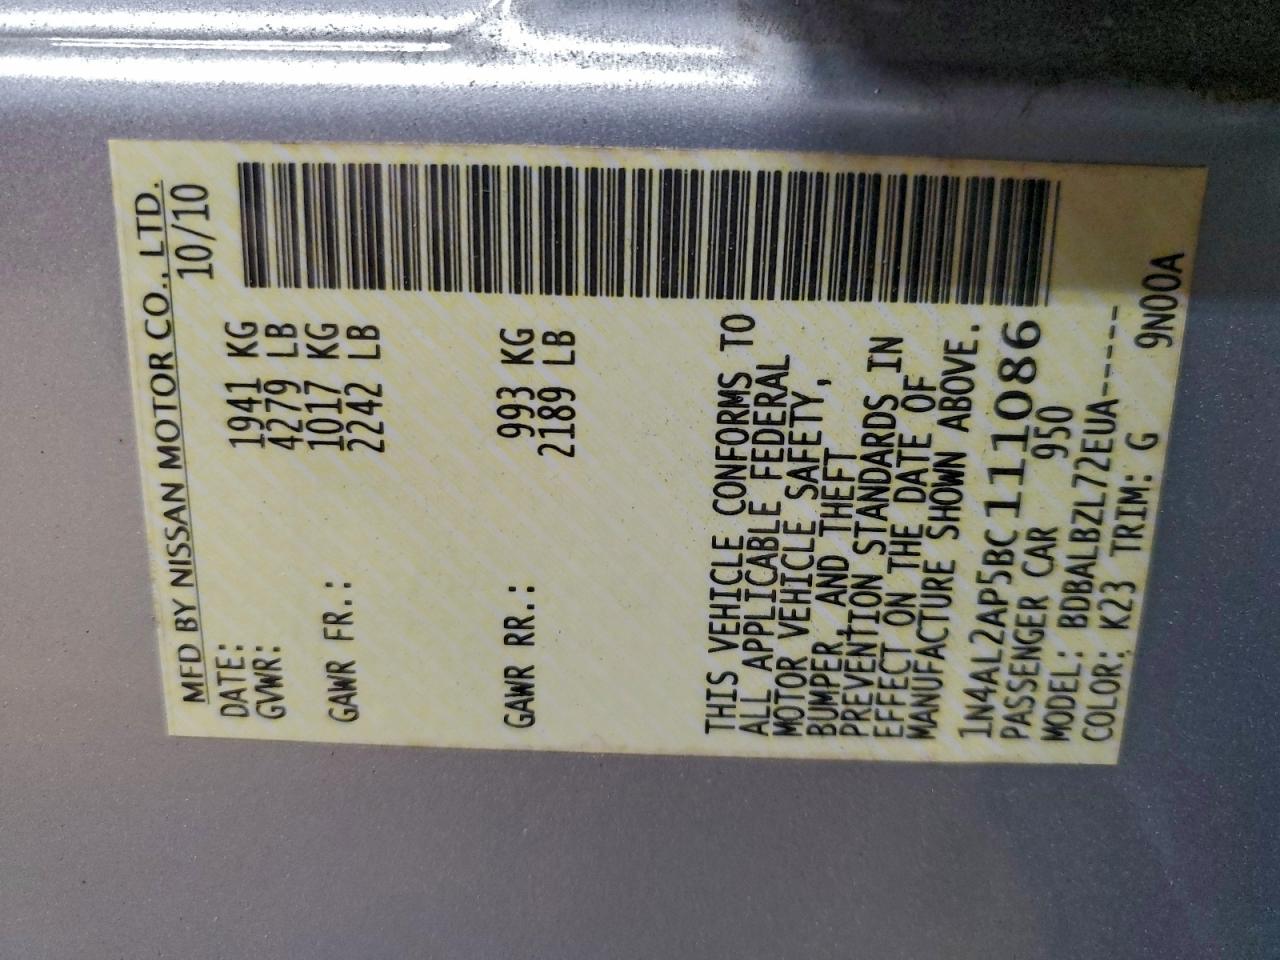 MFD BY NISSAN MOTOR CO., LTD.
DATE: 10/10
GVWR: 1941 KG
4279 LB
GAWR FR.: 1017 KG
2242 LB
GAWR RR.: 993 KG
2189 LB
THIS VEHICLE CONFORMS TO
ALL APPLICABLE FEDERAL
MOTOR VEHICLE SAFETY,
BUMPER AND THEFT
PREVENTION STANDARDS IN
EFFECT ON THE DATE OF
MANUFACTURE SHOWN ABOVE.
1N4AL2AP5BC111086
PASSENGER CAR 950
MODEL: BDBALBZL72EUA-----
COLOR: K23 TRIM: G 9N00A